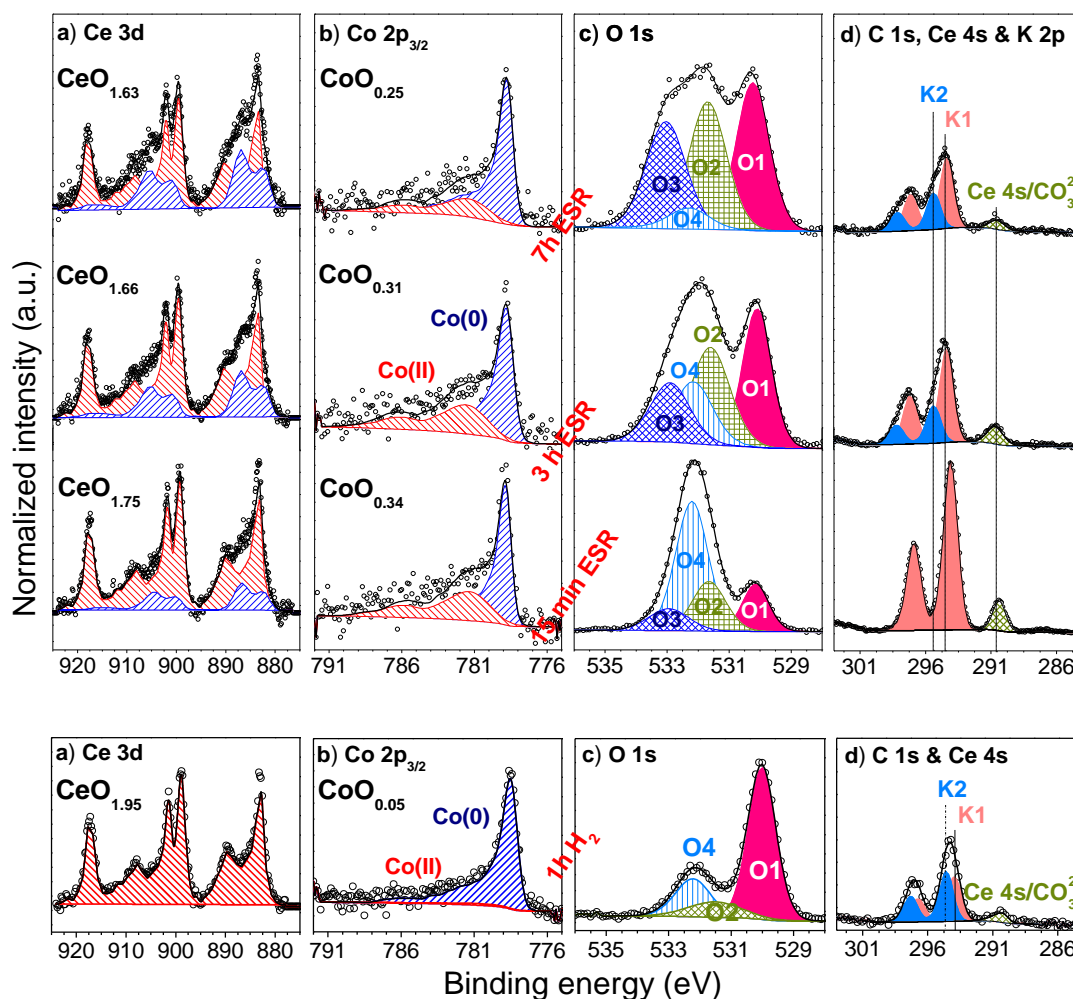 a) Ce 3d
b) Co 2p3/2
c) O 1s
d) C 1s, Ce 4s & K 2p
CeO1.63
CoO0.25
K2
K1
O1
O2
O3
O4
Ce 4s/CO32-
7h ESR
CeO1.66
CoO0.31
Co(0)
Co(II)
O2
O4
O1
O3
3 h ESR
CeO1.75
CoO0.34
O4
O2
O1
O3
15 min ESR
Normalized intensity (a.u.)
920 910 900 890 880
791 786 781 776
535 533 531 529
301 296 291 286
a) Ce 3d
b) Co 2p3/2
c) O 1s
d) C 1s & Ce 4s
CeO1.95
CoO0.05
K2
K1
Co(0)
Co(II)
1h H2
O4
O1
O2
Ce 4s/CO32-
920 910 900 890 880
791 786 781 776
535 533 531 529
301 296 291 286
Binding energy (eV)